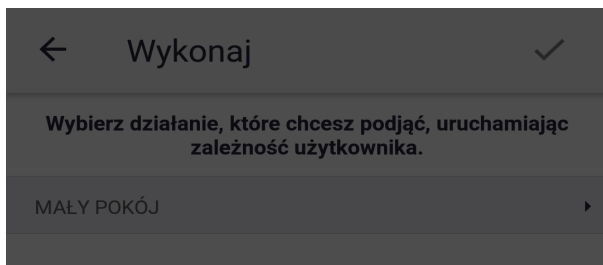 Wykonaj
Wybierz działanie, które chcesz podjąć, uruchamiając
zależność użytkownika.
MAŁY POKÓJ